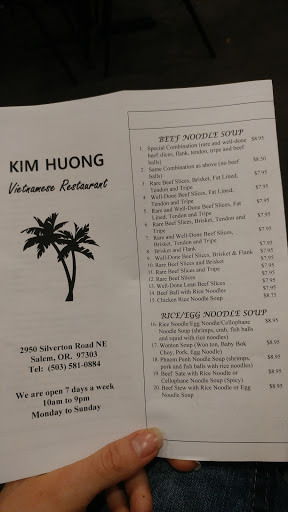 KIM HUONG
Vietnamese Restaurant
2950 Silverton Road NE
Salem, OR. 97303
Tel: (503) 581-0884
We are open 7 days a week
10am to 9pm
Monday to Sunday
BEEF NOODLE SOUP
1. Special Combination (rare and well-done $8.95
beef slices, flank, tendon, tripe and beef
balls)
2. Same Combination as above (no beef $8.50
balls)
3. Rare Beef Slices, Brisket, Fat Lined, $7.95
Tendon and Tripe
4. Well-Done Beef Slices, Fat Lined, $7.95
Tendon and Tripe
5. Rare and Well-Done Beef Slices, Fat $7.95
Lined, Tendon and Tripe
6. Rare Beef Slices, Brisket, Tendon and $7.95
Tripe
7. Rare and Well-Done Beef Slices, $7.95
Brisket, Tendon and Tripe
8. Brisket and Flank $7.95
9. Well-Done Beef Slices, Brisket & Flank $7.95
10. Rare Beef Slices and Brisket $7.95
11. Rare Beef Slices and Tripe $7.95
12. Rare Beef Slices $7.95
13. Well-Done Lean Beef Slices $7.95
14. Beef Ball with Rice Noodles $7.95
15. Chicken Rice Noodle Soup $8.75
RICE/EGG NOODLE SOUP
16. Rice Noodle/Egg Noodle/Cellophane $8.95
Noodle Soup (shrimp, crab, fish balls
and squid with rice noodles)
17. Wonton Soup (Won ton, Baby Bok $8.95
Choy, Pork, Egg Noodle)
18. Phnom Penh Noodle Soup (shrimps, $8.95
pork and fish balls with rice noodles)
19. Beef Sate with Rice Noodle or $8.95
Cellophane Noodle Soup (Spicy)
20. Beef Stew with Rice Noodle or Egg $8.95
Noodle Soup